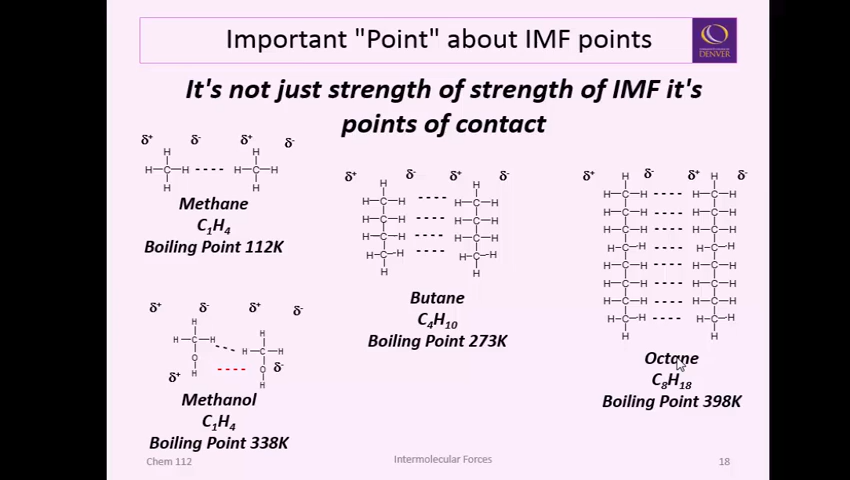 Important "Point" about IMF points
DENVER
It's not just strength of strength of IMF it's
points of contact
δ+ δ- δ+ δ-
H H
H—C—H ---- H—C—H
H H
Methane
C1H4
Boiling Point 112K
δ+ δ- δ+ δ-
H H
H—C—H ---- H—C—H
H—C—H ---- H—C—H
H—C—H ---- H—C—H
H—C—H ---- H—C—H
H H
Butane
C4H10
Boiling Point 273K
δ+ δ- δ+ δ-
H H
H—C—H ---- H—C—H
H—C—H ---- H—C—H
H—C—H ---- H—C—H
H—C—H ---- H—C—H
H—C—H ---- H—C—H
H—C—H ---- H—C—H
H—C—H ---- H—C—H
H—C—H ---- H—C—H
H H
Octane
C8H18
Boiling Point 398K
δ+ δ- δ+ δ-
H H
H—C—H ---- H—C—H
O O δ-
δ+ H ---- H
Methanol
C1H4
Boiling Point 338K
Chem 112
Intermolecular Forces
18